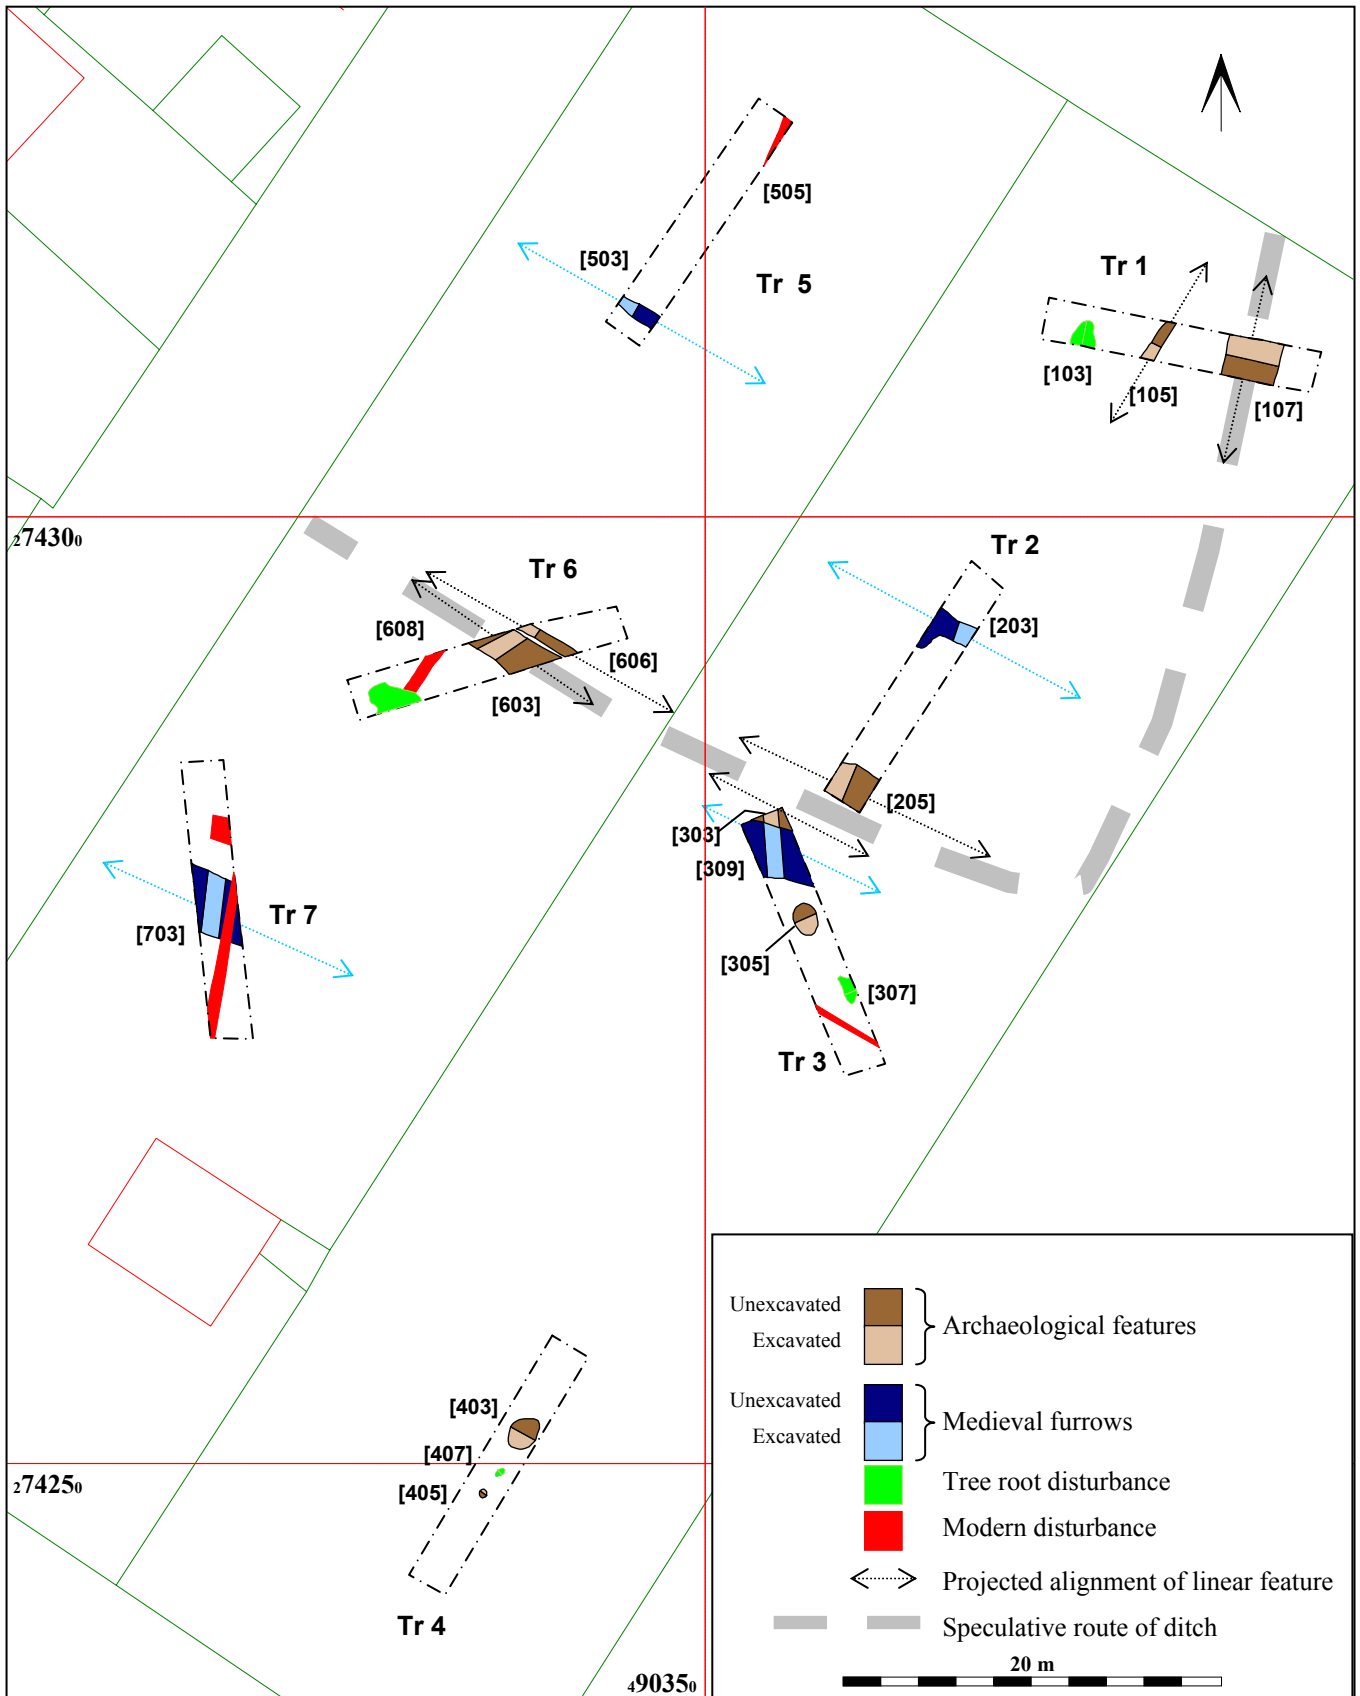 [505]
[503]
Tr 5
Tr 1
[103]
[105]
[107]
274300
Tr 2
Tr 6
[203]
[608]
[606]
[603]
[205]
[303]
[309]
Tr 7
[703]
[305]
[307]
Tr 3
[403]
[407]
274250
[405]
Tr 4
490350
Unexcavated
Excavated
Archaeological features
Unexcavated
Excavated
Medieval furrows
Tree root disturbance
Modern disturbance
Projected alignment of linear feature
Speculative route of ditch
20 m